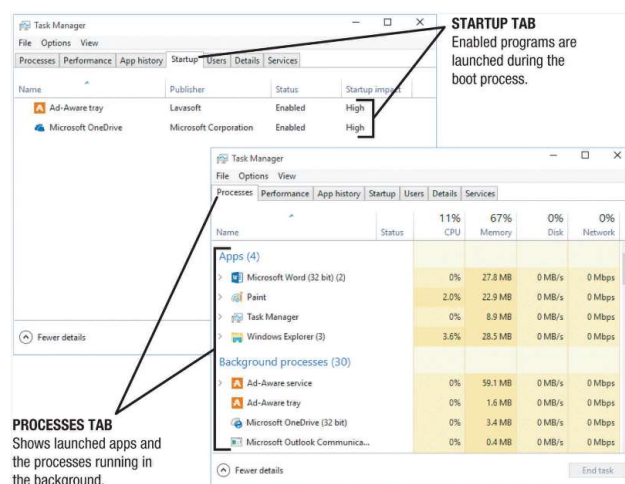 Task Manager
File Options View
Processes Performance App history Startup Users Details Services
Name Publisher Status Startup impact
Ad-Aware tray Lavasoft Enabled High
Microsoft OneDrive Microsoft Corporation Enabled High
Fewer details
STARTUP TAB
Enabled programs are
launched during the
boot process.
Task Manager
File Options View
Processes Performance App history Startup Users Details Services
11% 67% 0% 0%
Name Status CPU Memory Disk Network
Apps (4)
Microsoft Word (32 bit) (2) 0% 27.8 MB 0 MB/s 0 Mbps
Paint 2.0% 22.9 MB 0 MB/s 0 Mbps
Task Manager 0% 8.9 MB 0 MB/s 0 Mbps
Windows Explorer (3) 3.6% 28.5 MB 0 MB/s 0 Mbps
Background processes (30)
Ad-Aware service 0% 59.1 MB 0 MB/s 0 Mbps
Ad-Aware tray 0% 1.6 MB 0 MB/s 0 Mbps
Microsoft OneDrive (32 bit) 0% 3.4 MB 0 MB/s 0 Mbps
Microsoft Outlook Communica... 0% 0.4 MB 0 MB/s 0 Mbps
Fewer details End task
PROCESSES TAB
Shows launched apps and
the processes running in
the background.